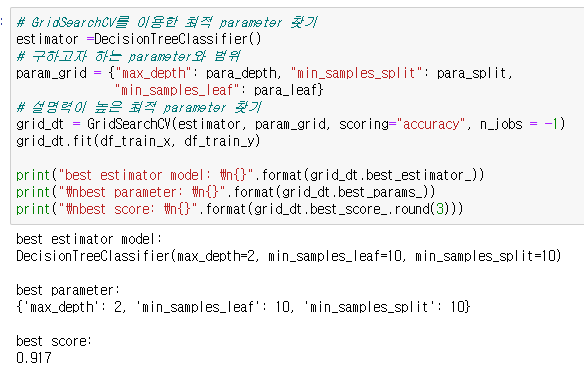 # GridSearchCV를 이용한 최적 parameter 찾기
estimator =DecisionTreeClassifier()
# 구하고자 하는 parameter와 범위
param_grid = {"max_depth": para_depth, "min_samples_split": para_split,
"min_samples_leaf": para_leaf}
# 설명력이 높은 최적 parameter 찾기
grid_dt = GridSearchCV(estimator, param_grid, scoring="accuracy", n_jobs = -1)
grid_dt.fit(df_train_x, df_train_y)
print("best estimator model: ₩n{}".format(grid_dt.best_estimator_))
print("₩nbest parameter: ₩n{}".format(grid_dt.best_params_))
print("₩nbest score: ₩n{}".format(grid_dt.best_score_.round(3)))
best estimator model:
DecisionTreeClassifier(max_depth=2, min_samples_leaf=10, min_samples_split=10)
best parameter:
{'max_depth': 2, 'min_samples_leaf': 10, 'min_samples_split': 10}
best score:
0.917